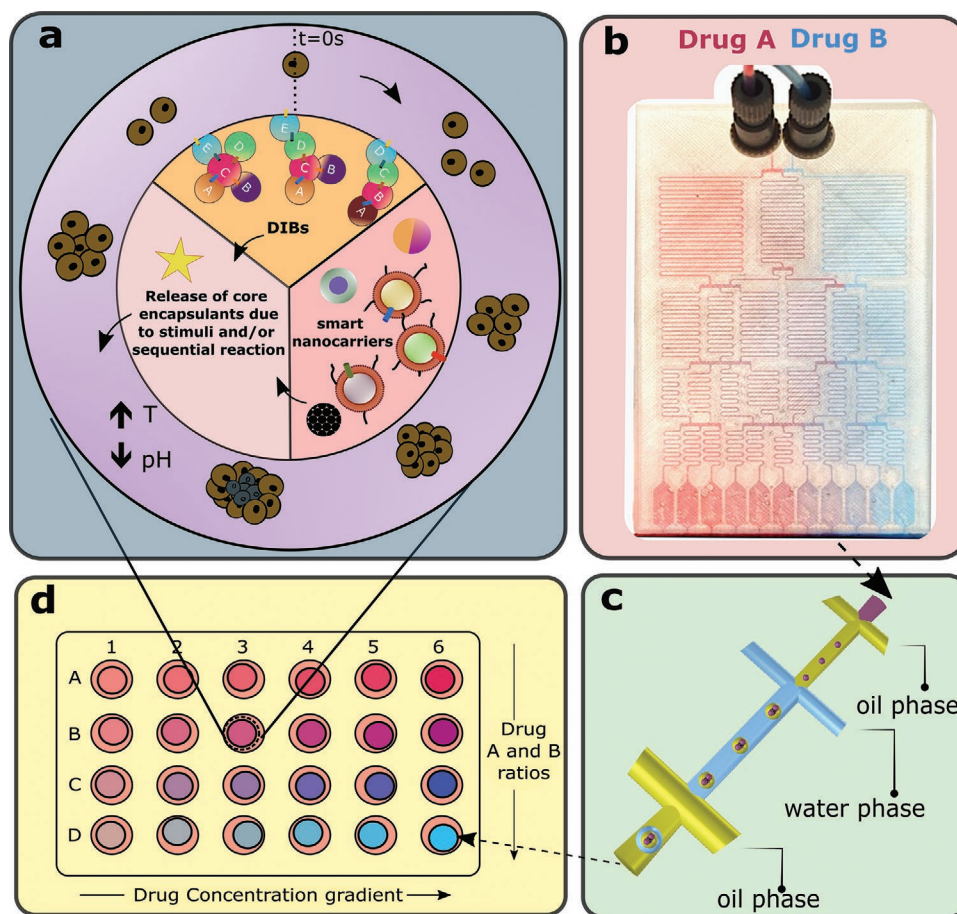 a
t=0s
E
D
C
A
B
E
D
C
B
A
D
C
B
A
DIBs
Release of core
encapsulants due
to stimuli and/or
sequential reaction
smart
nanocarriers
T
pH
b
Drug A Drug B
c
oil phase
water phase
oil phase
d
1 2 3 4 5 6
A
B
C
D
Drug
A and B
ratios
Drug Concentration gradient